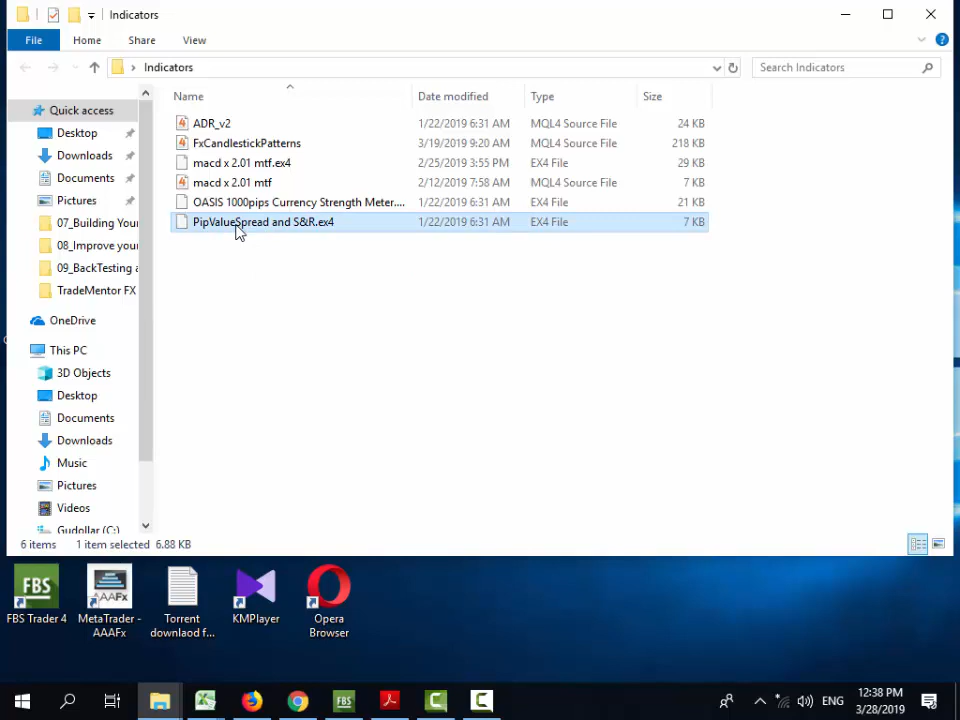 Indicators
File
Home
Share
View
Indicators
Search Indicators
Quick access
Desktop
Downloads
Documents
Pictures
07_Building Your
08_Improve your
09_BackTesting a
TradeMentor FX
OneDrive
This PC
3D Objects
Desktop
Documents
Downloads
Music
Pictures
Videos
Gudollar (C:)
Name Date modified Type Size
ADR_v2 1/22/2019 6:31 AM MQL4 Source File 24 KB
FxCandlestickPatterns 3/19/2019 9:20 AM MQL4 Source File 218 KB
macd x 2.01 mtf.ex4 2/25/2019 3:55 PM EX4 File 29 KB
macd x 2.01 mtf 2/12/2019 7:58 AM MQL4 Source File 7 KB
OASIS 1000pips Currency Strength Meter.... 1/22/2019 6:31 AM EX4 File 21 KB
PipValueSpread and S&R.ex4 1/22/2019 6:31 AM EX4 File 7 KB
6 items 1 item selected 6.88 KB
FBS
FBS Trader 4
AAAFx
MetaTrader -
AAAFx
Torrent
downlaod f...
KMPlayer
Opera
Browser
FBS
ENG
12:38 PM
3/28/2019